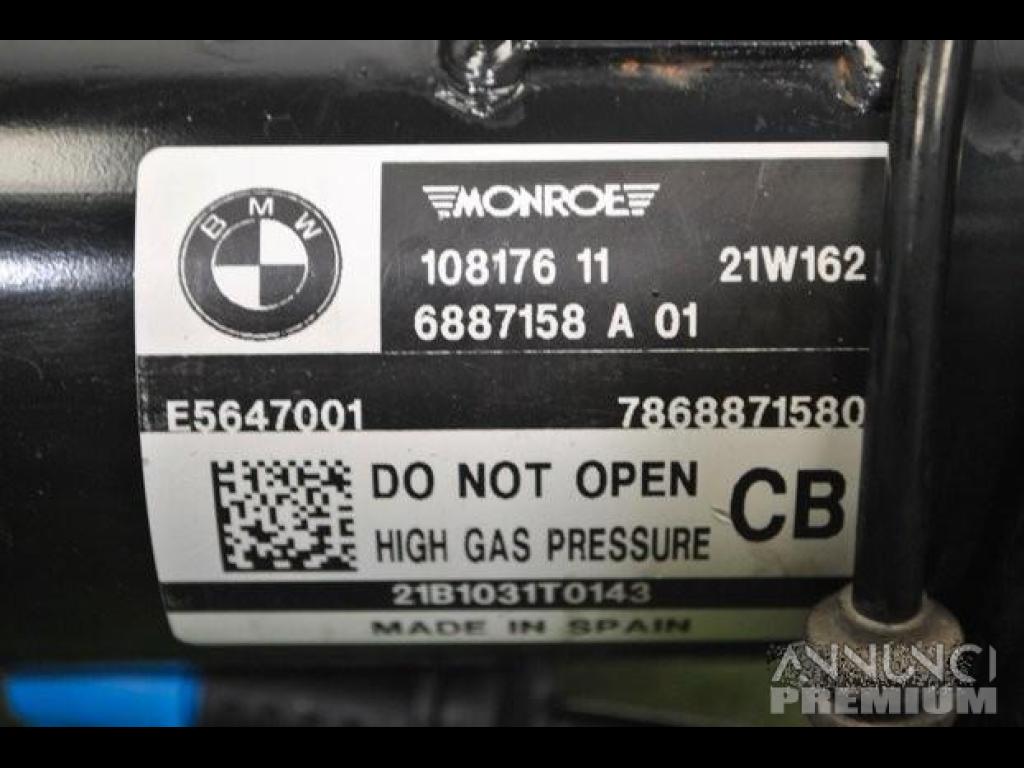 BMW
MONROE
108176 11 21W162
6887158 A 01
E5647001 7868871580
DO NOT OPEN
HIGH GAS PRESSURE
CB
21B1031T0143
MADE IN SPAIN
ANNUNCI
PREMIUM